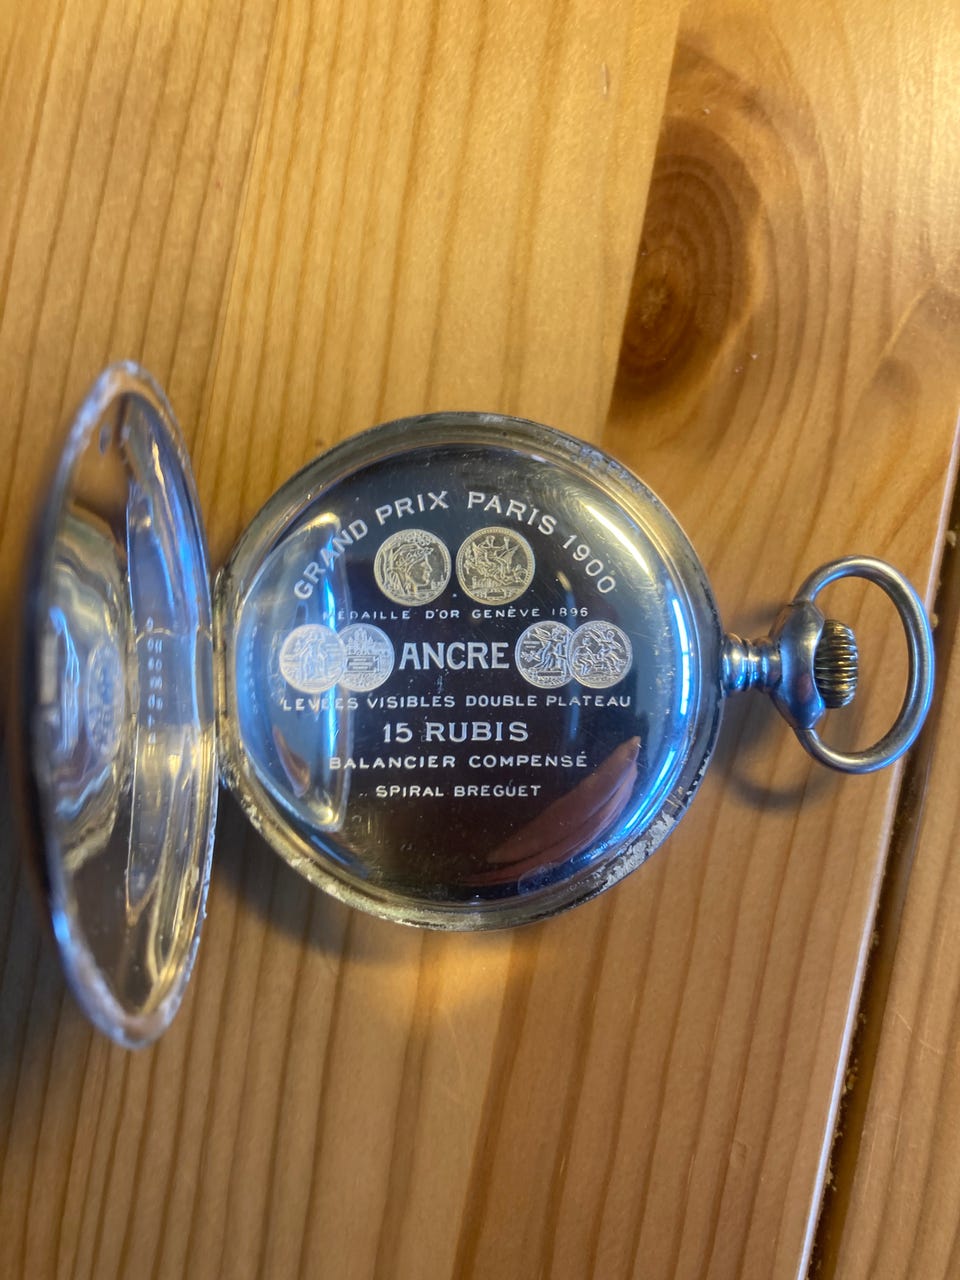 GRAND PRIX PARIS 1900
MÉDAILLE D'OR GENÈVE 1896
ANCRE
LEVÉES VISIBLES DOUBLE PLATEAU
15 RUBIS
BALANCIER COMPENSÉ
SPIRAL BREGUET